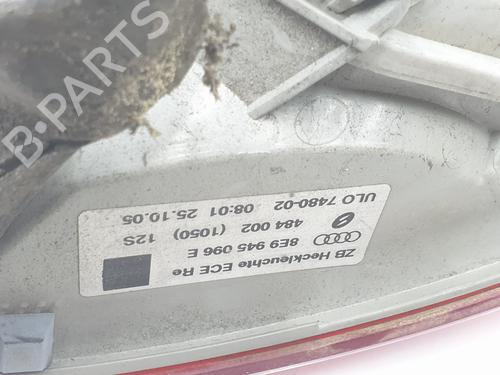 B-PARTS
ZB Heckleuchte ECE Re
8E9 945 096 E
484 002 (1050) 12S
ULO 7480-02 08:01 25.10.05